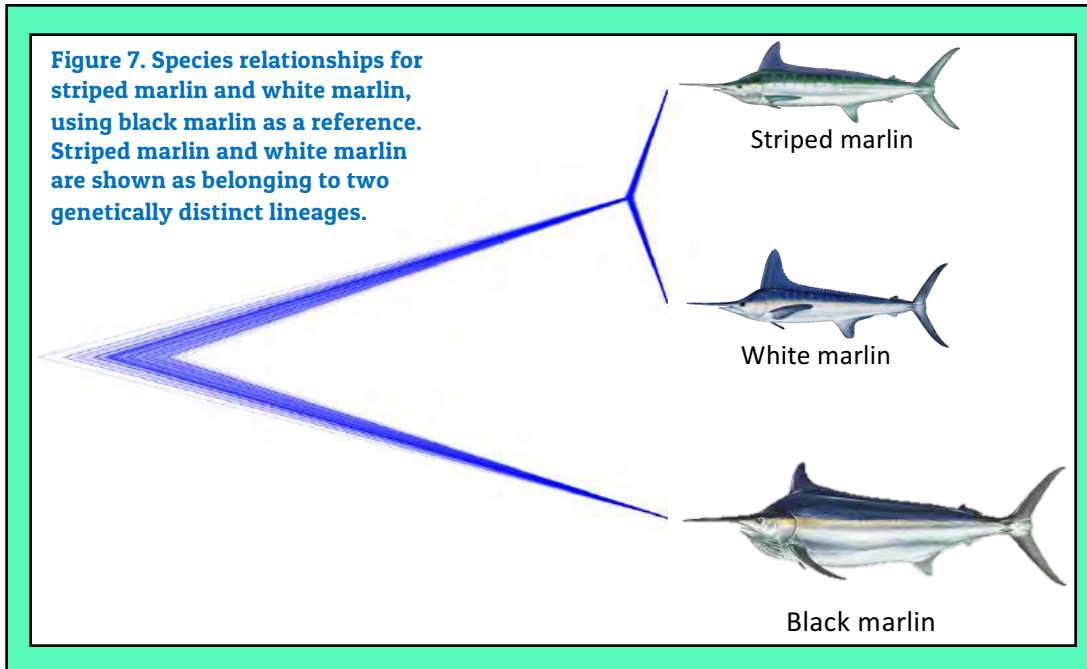 Figure 7. Species relationships for
striped marlin and white marlin,
using black marlin as a reference.
Striped marlin and white marlin
are shown as belonging to two
genetically distinct lineages.
Striped marlin
White marlin
Black marlin